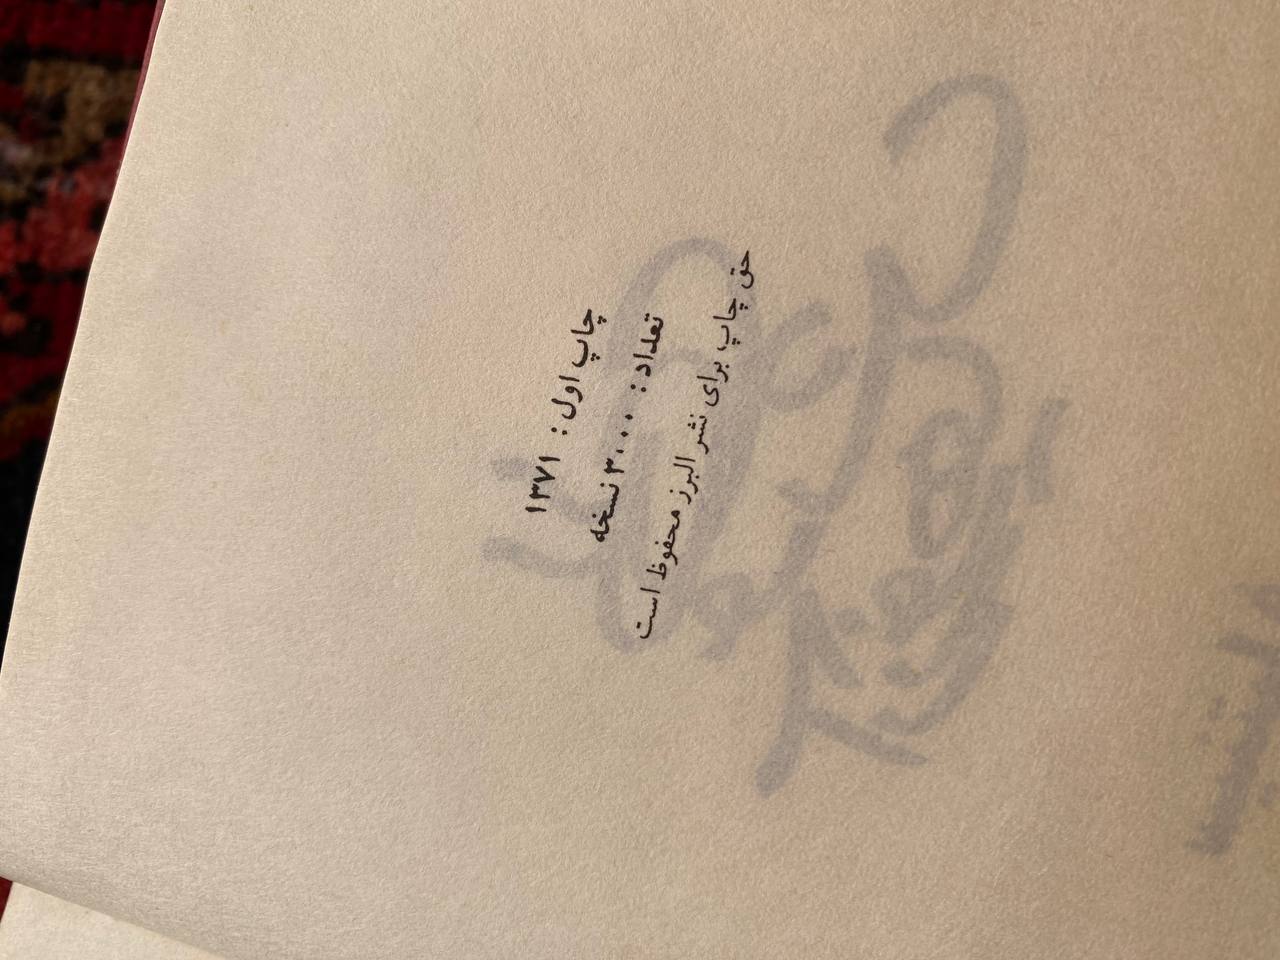 چاپ اول: ۱۳۷۱
تعداد: ۳۰۰۰ نسخه
حق چاپ برای نشر البرز محفوظ است